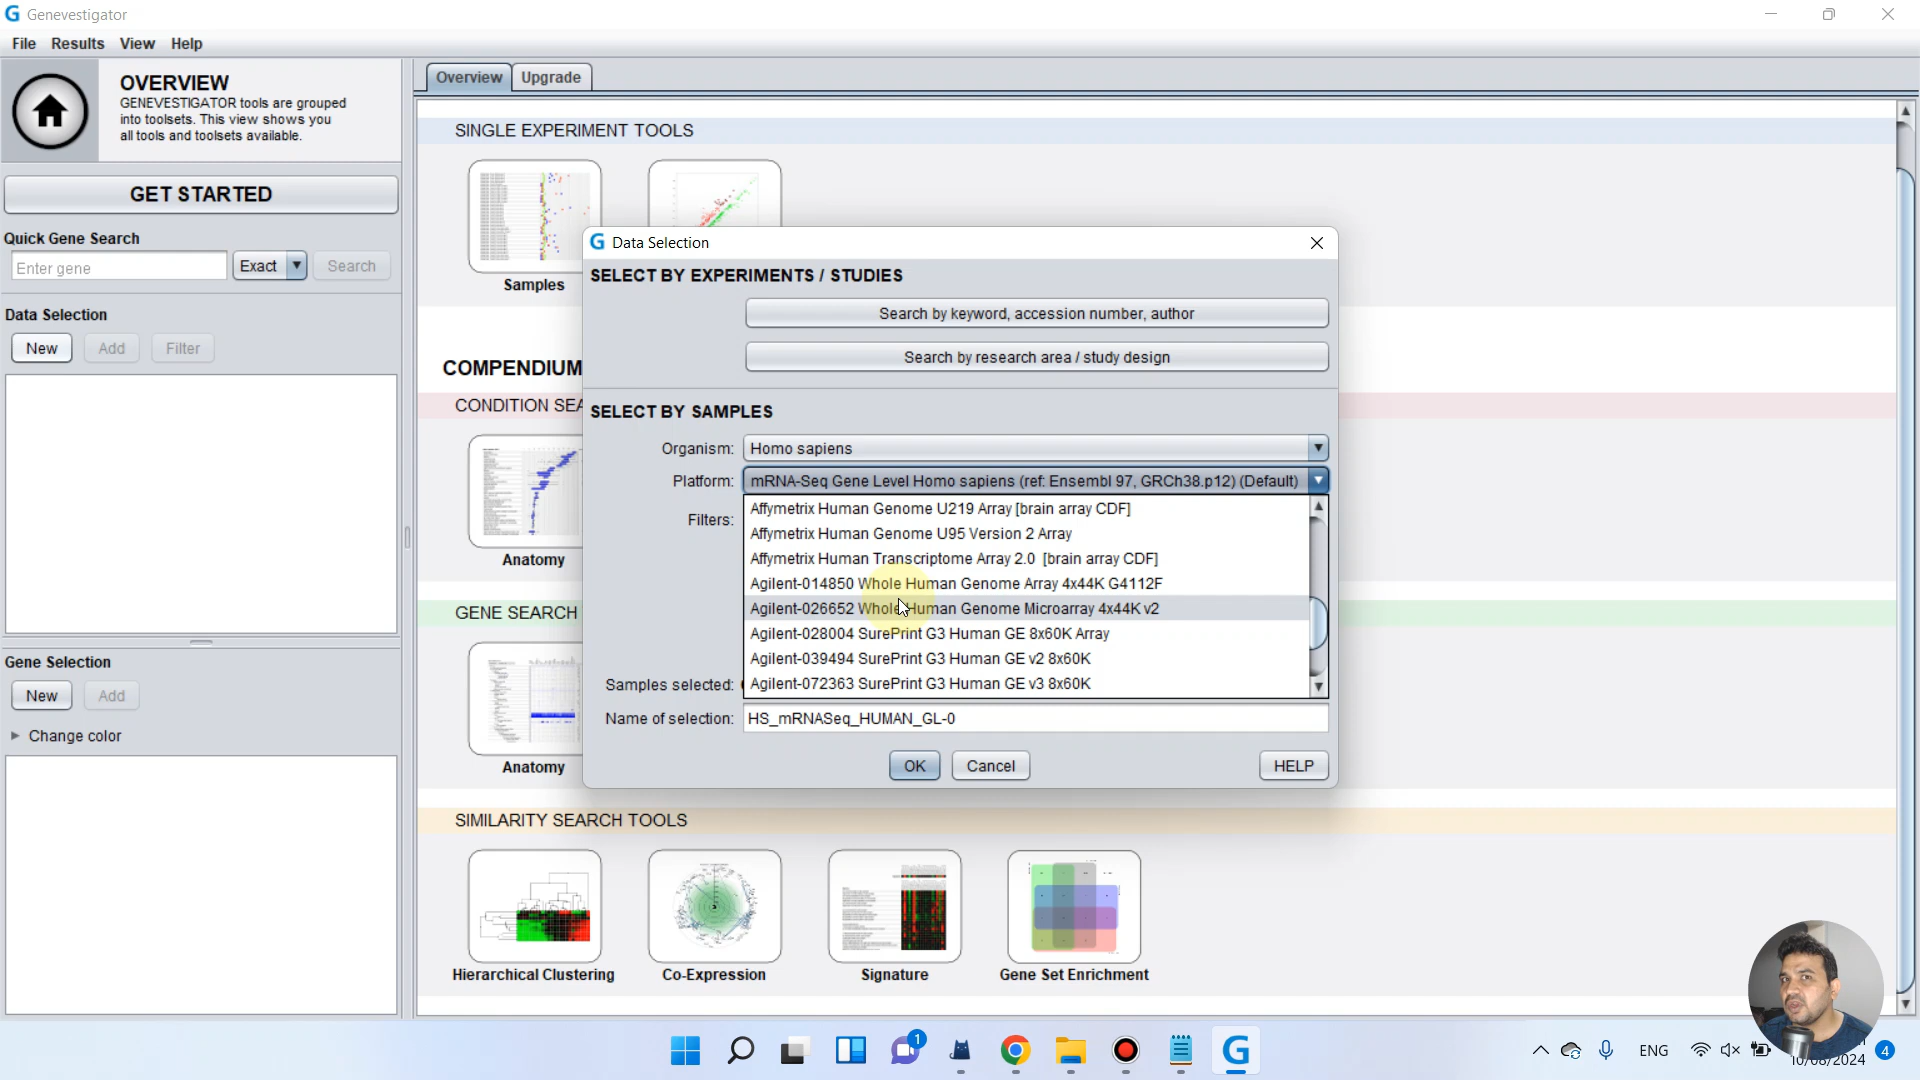 Genevestigator
File Results View Help
OVERVIEW
GENEVESTIGATOR tools are grouped
into toolsets. This view shows you
all tools and toolsets available.
GET STARTED
Quick Gene Search
Enter gene Exact Search
Data Selection
New Add Filter
Gene Selection
New Add
Change color
Overview Upgrade
SINGLE EXPERIMENT TOOLS
Samples
COMPENDIUM
CONDITION SEA
Anatomy
GENE SEARCH
Anatomy
SIMILARITY SEARCH TOOLS
Hierarchical Clustering Co-Expression Signature Gene Set Enrichment
Data Selection
SELECT BY EXPERIMENTS / STUDIES
Search by keyword, accession number, author
Search by research area / study design
SELECT BY SAMPLES
Organism: Homo sapiens
Platform: mRNA-Seq Gene Level Homo sapiens (ref: Ensembl 97, GRCh38.p12) (Default)
Filters:
Affymetrix Human Genome U219 Array [brain array CDF]
Affymetrix Human Genome U95 Version 2 Array
Affymetrix Human Transcriptome Array 2.0 [brain array CDF]
Agilent-014850 Whole Human Genome Array 4x44K G4112F
Agilent-026652 Whole Human Genome Microarray 4x44K v2
Agilent-028004 SurePrint G3 Human GE 8x60K Array
Agilent-039494 SurePrint G3 Human GE v2 8x60K
Agilent-072363 SurePrint G3 Human GE v3 8x60K
Samples selected:
Name of selection: HS_mRNASeq_HUMAN_GL-0
OK Cancel HELP
1
ENG
10/08/2024
4